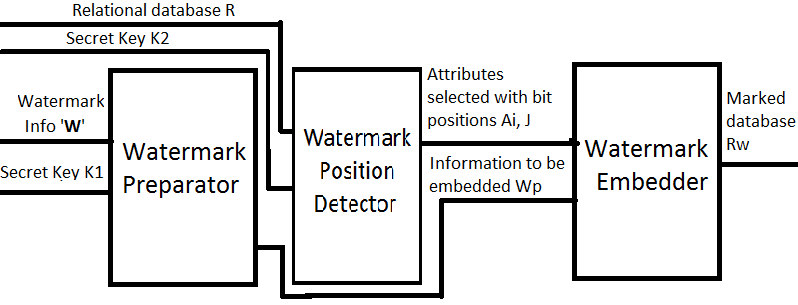 Relational database R
Secret Key K2
Watermark
Info 'W'
Secret Key K1
Watermark
Preparator
Watermark
Position
Detector
Attributes
selected with bit
positions Ai, J
Information to be
embedded Wp
Watermark
Embedder
Marked
database
Rw